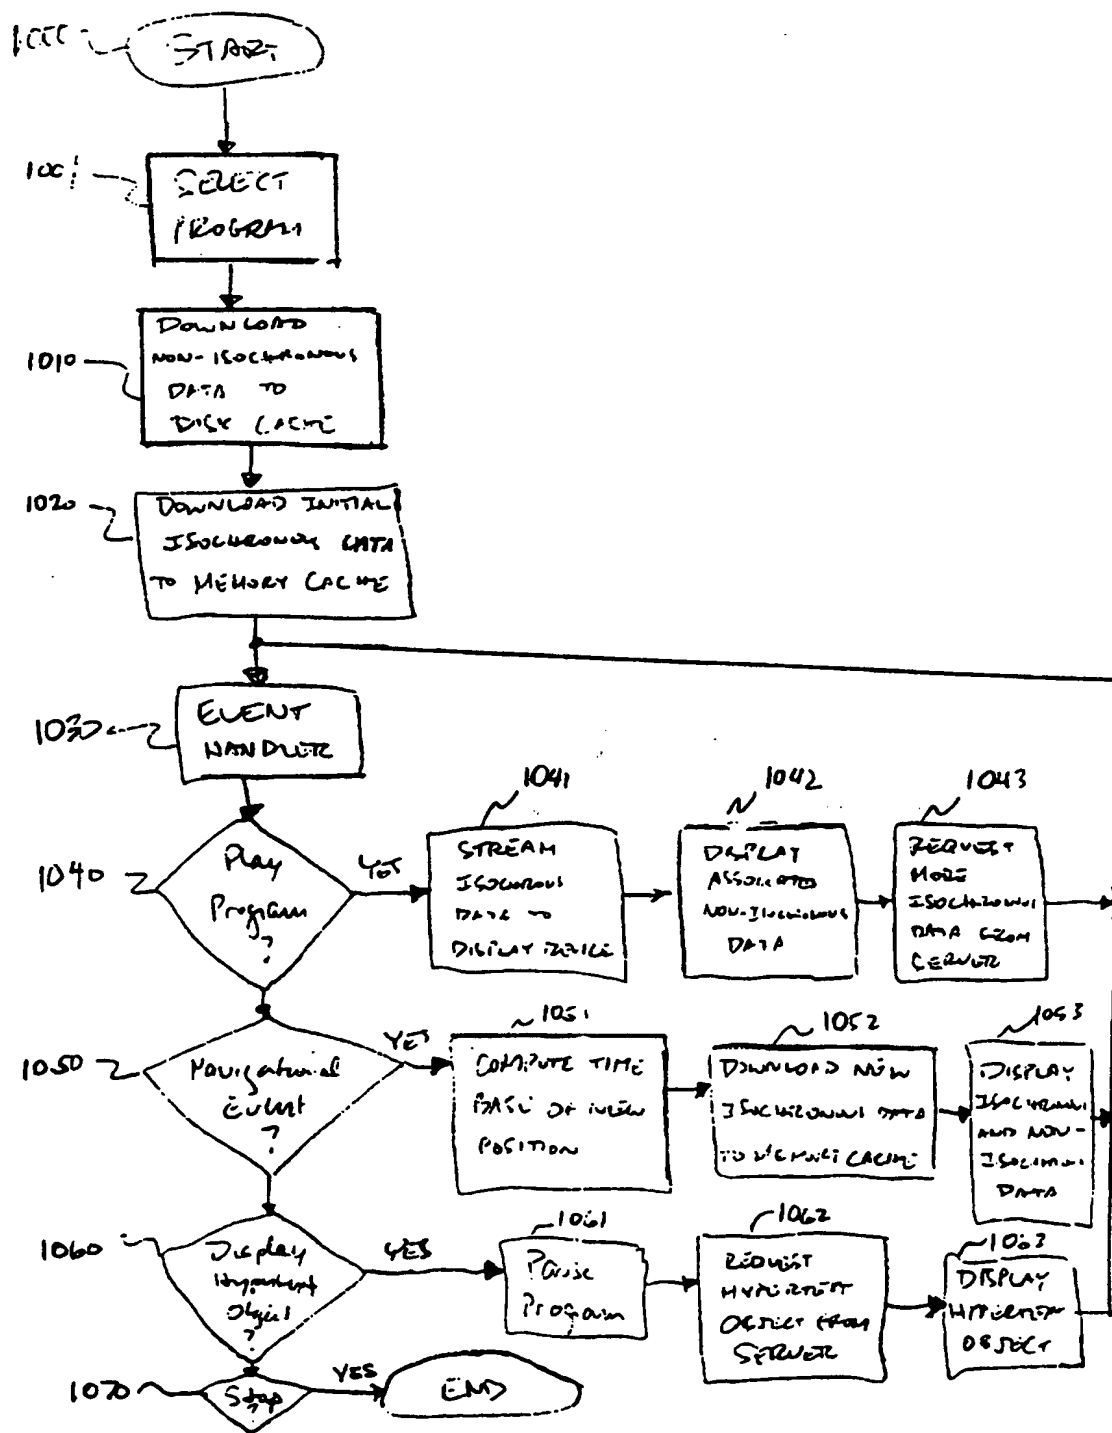 START
1001
SELECT
PROGRAM
1010
DOWNLOAD
NON-ISOCHRONOUS
DATA TO
DISK CACHE
1020
DOWNLOAD INITIAL
ISOCHRONOUS DATA
TO MEMORY CACHE
1030
EVENT
HANDLER
1040
Play
Program
?
YES
1041
STREAM
ISOCHRONOUS
DATA TO
DISPLAY DEVICE
1042
DISPLAY
ASSOCIATED
NON-ISOCHRONOUS
DATA
1043
REQUEST
MORE
ISOCHRONOUS
DATA FROM
SERVER
1050
Navigational
Event
?
YES
1051
COMPUTE TIME
BASE OF NEW
POSITION
1052
DOWNLOAD NEW
ISOCHRONOUS DATA
TO MEMORY CACHE
1053
DISPLAY
ISOCHRONOUS
AND NON-
ISOCHRONOUS
DATA
1060
Display
Hypertext
Object
?
YES
1061
Pause
Program
1062
REQUEST
HYPERTEXT
OBJECT FROM
SERVER
1063
DISPLAY
HYPERTEXT
OBJECT
1070
Stop
?
YES
END